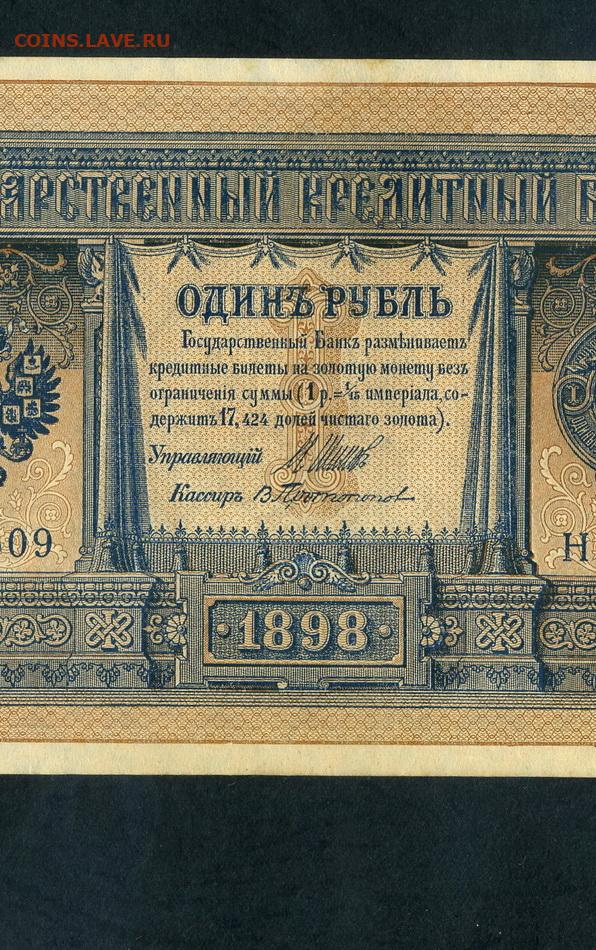 COINS.LAVE.RU
АРСТВЕННЫЙ КРЕДИТНЫЙ
ОДИНЪ РУБЛЬ
Государственный Банкъ размѣниваетъ
кредитные билеты на золотую монету безъ
ограниченія суммы (1 р.= 1/15 имперіала, со-
держитъ 17,424 долей чистаго золота).
Управляющій
Кассиръ В. Протопопов
09
Н
I
1898